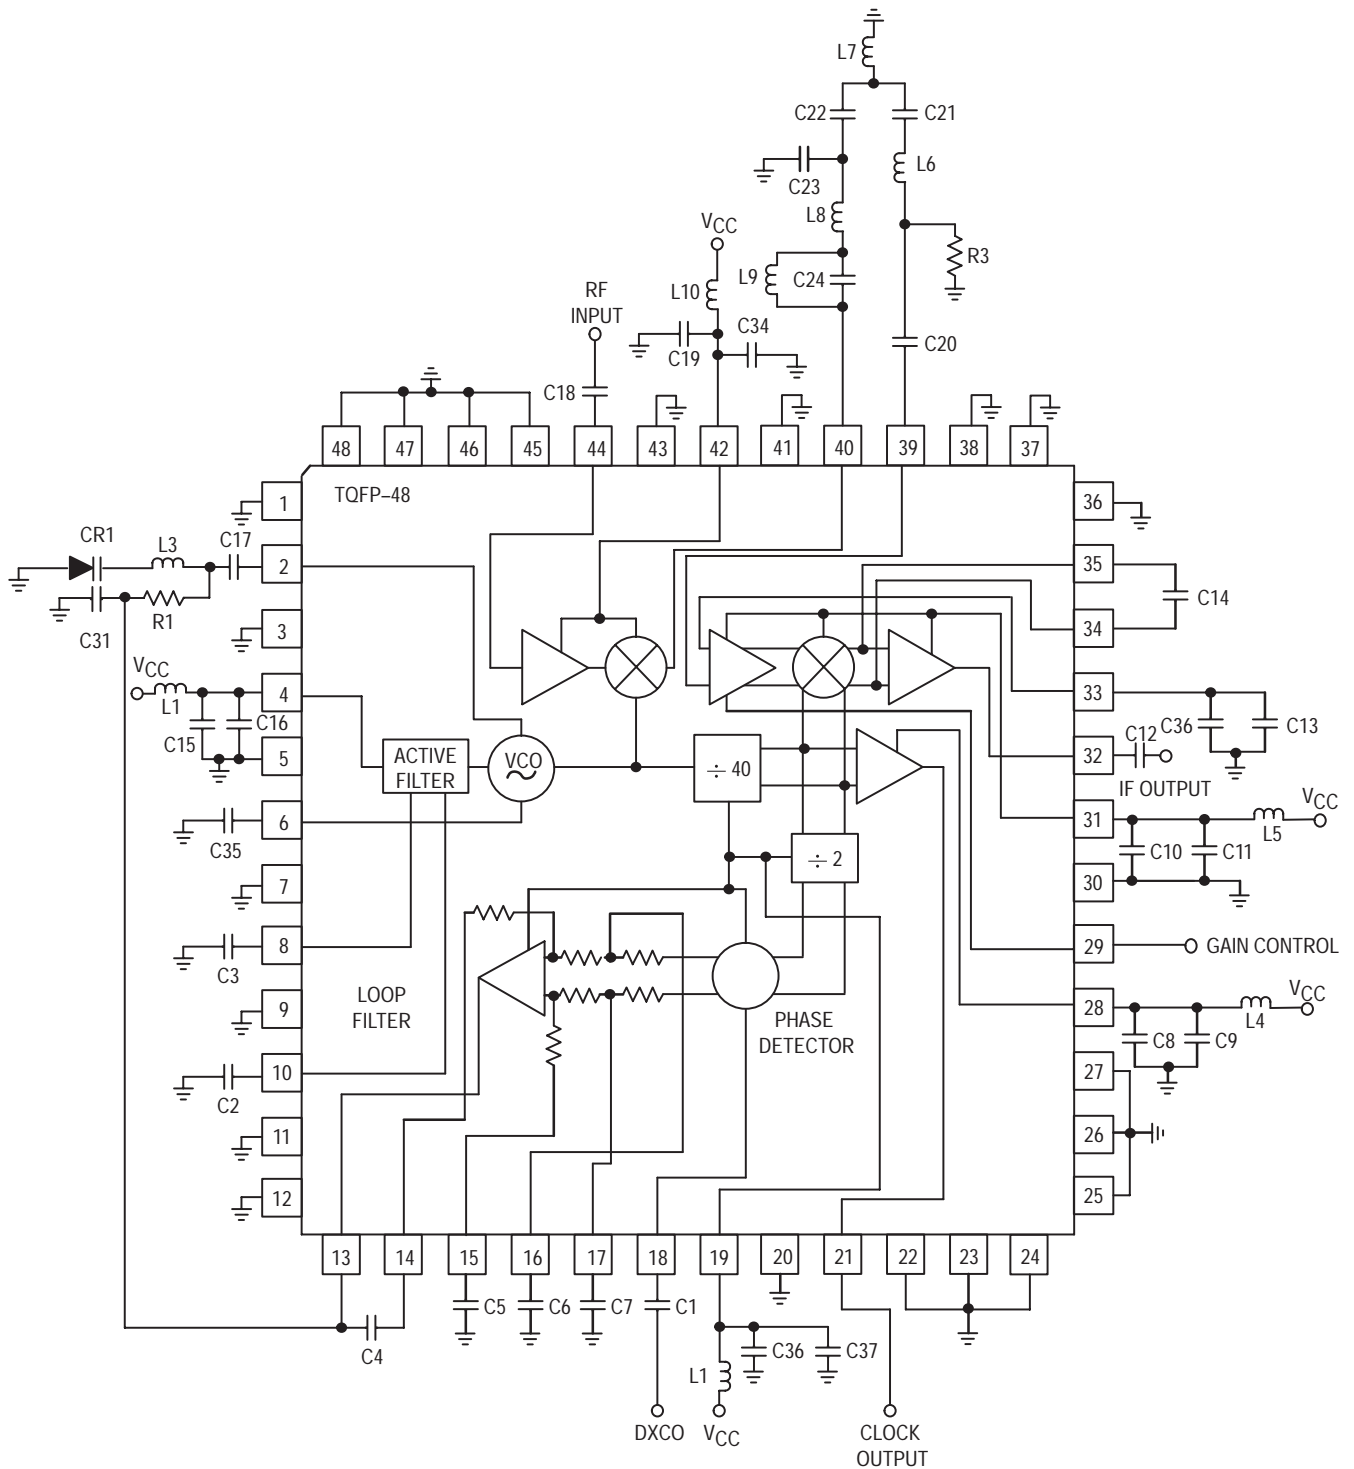 L7
C22
C21
C23
L6
L8
VCC
R3
L9
C24
L10
RF
INPUT
C34
C19
C20
C18
48
47
46
45
44
43
42
41
40
39
38
37
TQFP–48
1
36
CR1
L3
C17
2
35
C14
R1
C31
3
34
VCC
L1
4
33
C16
C15
C36
C13
C12
5
ACTIVE
FILTER
VCO
÷ 40
32
IF OUTPUT
VCC
6
31
L5
C35
C10
C11
÷ 2
7
30
8
29
GAIN CONTROL
C3
LOOP
FILTER
9
PHASE
DETECTOR
28
VCC
L4
C8
C9
10
27
C2
11
26
12
25
13
14
15
16
17
18
19
20
21
22
23
24
C5
C6
C7
C1
C4
C36
C37
L1
DXCO
VCC
CLOCK
OUTPUT